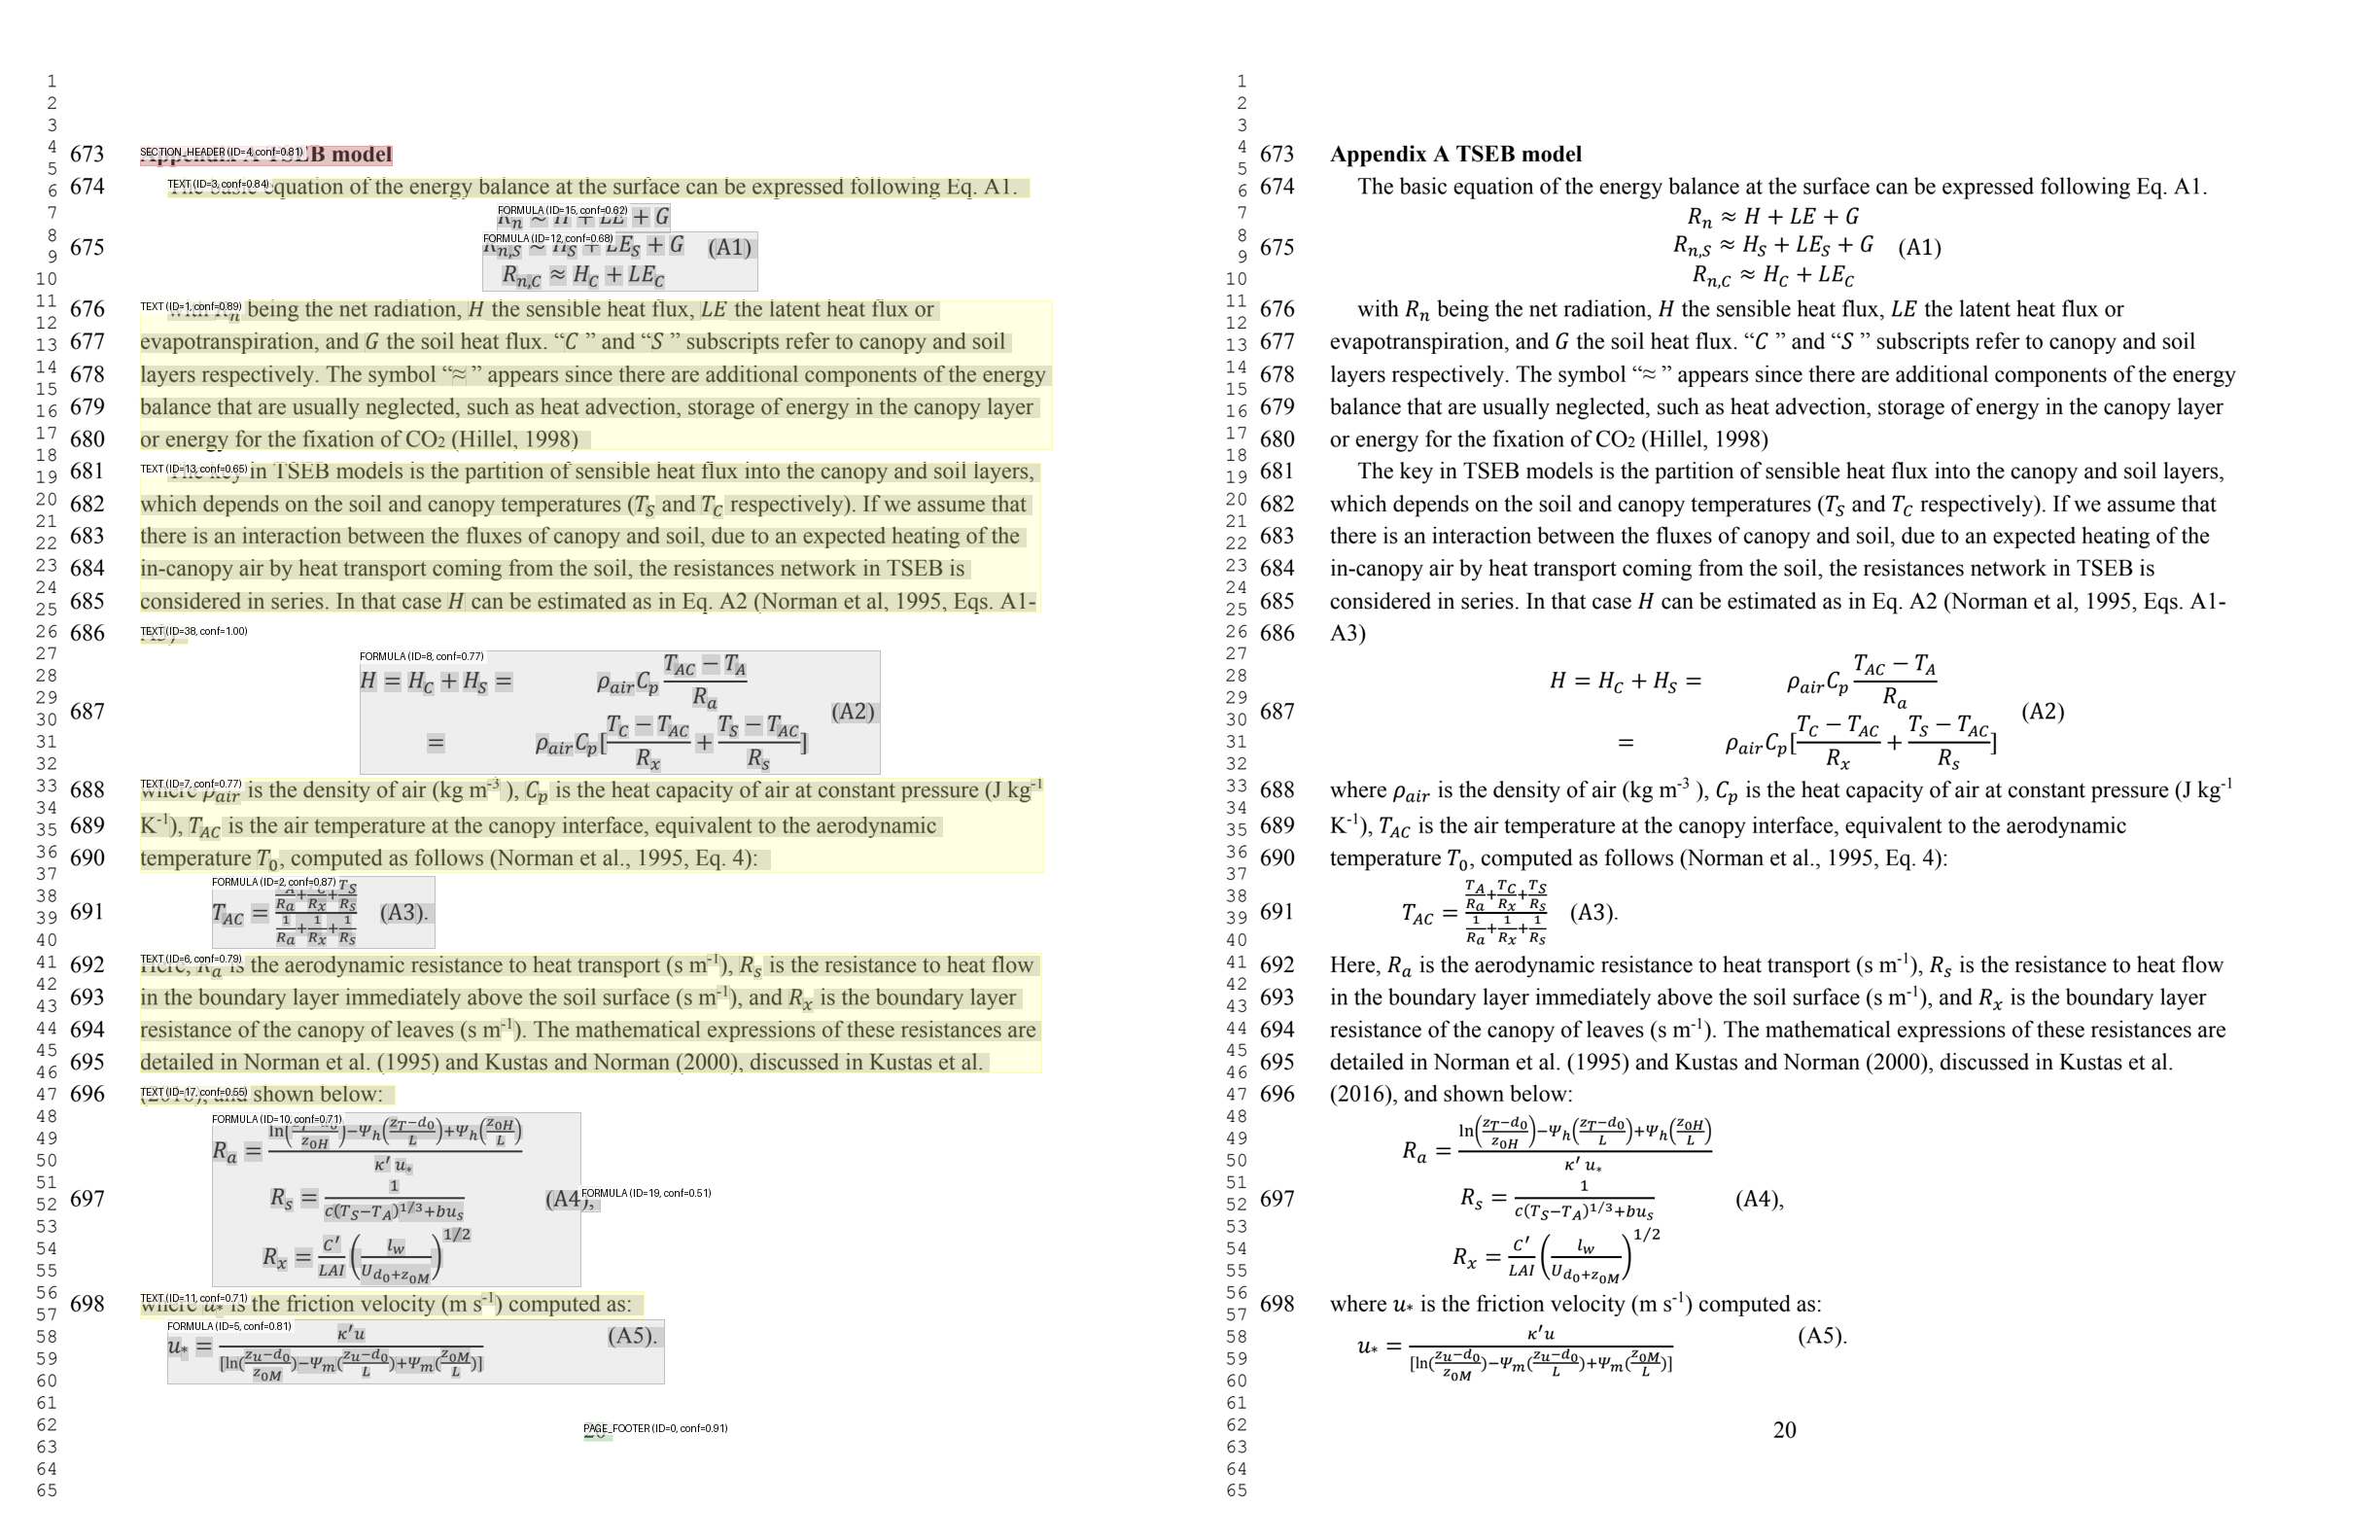 1
2
3
4
5
6
7
8
9
10
11
12
13
14
15
16
17
18
19
20
21
22
23
24
25
26
27
28
29
30
31
32
33
34
35
36
37
38
39
40
41
42
43
44
45
46
47
48
49
50
51
52
53
54
55
56
57
58
59
60
61
62
63
64
65
SECTION_HEADER (ID=4, conf=0.81)
673 Appendix A TSEB model
TEXT (ID=3, conf=0.84)
674 The basic equation of the energy balance at the surface can be expressed following Eq. A1.
FORMULA (ID=15, conf=0.62)
R_n ≈ H + LE + G
FORMULA (ID=12, conf=0.68)
675 R_{n,S} ≈ H_S + LE_S + G (A1)
R_{n,C} ≈ H_C + LE_C
TEXT (ID=1, conf=0.89)
676 with R_n being the net radiation, H the sensible heat flux, LE the latent heat flux or
677 evapotranspiration, and G the soil heat flux. “C ” and “S ” subscripts refer to canopy and soil
678 layers respectively. The symbol “≈ ” appears since there are additional components of the energy
679 balance that are usually neglected, such as heat advection, storage of energy in the canopy layer
680 or energy for the fixation of CO2 (Hillel, 1998)
TEXT (ID=13, conf=0.65)
681 The key in TSEB models is the partition of sensible heat flux into the canopy and soil layers,
682 which depends on the soil and canopy temperatures (T_S and T_C respectively). If we assume that
683 there is an interaction between the fluxes of canopy and soil, due to an expected heating of the
684 in-canopy air by heat transport coming from the soil, the resistances network in TSEB is
685 considered in series. In that case H can be estimated as in Eq. A2 (Norman et al, 1995, Eqs. A1-
TEXT (ID=38, conf=1.00)
686 A3)
FORMULA (ID=8, conf=0.77)
H = H_C + H_S = ρ_{air} C_p \frac{T_{AC} − T_A}{R_a}
687 (A2)
= ρ_{air} C_p [\frac{T_C − T_{AC}}{R_x} + \frac{T_S − T_{AC}}{R_s}]
TEXT (ID=7, conf=0.77)
688 where ρ_{air} is the density of air (kg m⁻³ ), C_p is the heat capacity of air at constant pressure (J kg⁻¹
689 K⁻¹), T_{AC} is the air temperature at the canopy interface, equivalent to the aerodynamic
690 temperature T_0, computed as follows (Norman et al., 1995, Eq. 4):
FORMULA (ID=2, conf=0.87)
691 T_{AC} = \frac{\frac{T_A}{R_a}+\frac{T_C}{R_x}+\frac{T_S}{R_s}}{\frac{1}{R_a}+\frac{1}{R_x}+\frac{1}{R_s}} (A3).
TEXT (ID=6, conf=0.79)
692 Here, R_a is the aerodynamic resistance to heat transport (s m⁻¹), R_s is the resistance to heat flow
693 in the boundary layer immediately above the soil surface (s m⁻¹), and R_x is the boundary layer
694 resistance of the canopy of leaves (s m⁻¹). The mathematical expressions of these resistances are
695 detailed in Norman et al. (1995) and Kustas and Norman (2000), discussed in Kustas et al.
TEXT (ID=17, conf=0.55)
696 (2016), and shown below:
FORMULA (ID=10, conf=0.71)
R_a = \frac{ln(\frac{z_T−d_0}{z_{0H}})−Ψ_h(\frac{z_T−d_0}{L})+Ψ_h(\frac{z_{0H}}{L})}{κ′ u_*}
697 R_s = \frac{1}{c(T_S−T_A)^{1/3}+bu_s} (A4),
FORMULA (ID=19, conf=0.51)
R_x = \frac{C′}{LAI}(\frac{l_w}{U_{d_0+z_{0M}}})^{1/2}
TEXT (ID=11, conf=0.71)
698 where u_* is the friction velocity (m s⁻¹) computed as:
FORMULA (ID=5, conf=0.81)
u_* = \frac{κ′u}{[ln(\frac{z_u−d_0}{z_{0M}})−Ψ_m(\frac{z_u−d_0}{L})+Ψ_m(\frac{z_{0M}}{L})]} (A5).
PAGE_FOOTER (ID=0, conf=0.91)
20
1
2
3
4
5
6
7
8
9
10
11
12
13
14
15
16
17
18
19
20
21
22
23
24
25
26
27
28
29
30
31
32
33
34
35
36
37
38
39
40
41
42
43
44
45
46
47
48
49
50
51
52
53
54
55
56
57
58
59
60
61
62
63
64
65
673 Appendix A TSEB model
674 The basic equation of the energy balance at the surface can be expressed following Eq. A1.
R_n ≈ H + LE + G
675 R_{n,S} ≈ H_S + LE_S + G (A1)
R_{n,C} ≈ H_C + LE_C
676 with R_n being the net radiation, H the sensible heat flux, LE the latent heat flux or
677 evapotranspiration, and G the soil heat flux. “C ” and “S ” subscripts refer to canopy and soil
678 layers respectively. The symbol “≈ ” appears since there are additional components of the energy
679 balance that are usually neglected, such as heat advection, storage of energy in the canopy layer
680 or energy for the fixation of CO2 (Hillel, 1998)
681 The key in TSEB models is the partition of sensible heat flux into the canopy and soil layers,
682 which depends on the soil and canopy temperatures (T_S and T_C respectively). If we assume that
683 there is an interaction between the fluxes of canopy and soil, due to an expected heating of the
684 in-canopy air by heat transport coming from the soil, the resistances network in TSEB is
685 considered in series. In that case H can be estimated as in Eq. A2 (Norman et al, 1995, Eqs. A1-
686 A3)
H = H_C + H_S = ρ_{air} C_p \frac{T_{AC} − T_A}{R_a}
687 (A2)
= ρ_{air} C_p [\frac{T_C − T_{AC}}{R_x} + \frac{T_S − T_{AC}}{R_s}]
688 where ρ_{air} is the density of air (kg m⁻³ ), C_p is the heat capacity of air at constant pressure (J kg⁻¹
689 K⁻¹), T_{AC} is the air temperature at the canopy interface, equivalent to the aerodynamic
690 temperature T_0, computed as follows (Norman et al., 1995, Eq. 4):
691 T_{AC} = \frac{\frac{T_A}{R_a}+\frac{T_C}{R_x}+\frac{T_S}{R_s}}{\frac{1}{R_a}+\frac{1}{R_x}+\frac{1}{R_s}} (A3).
692 Here, R_a is the aerodynamic resistance to heat transport (s m⁻¹), R_s is the resistance to heat flow
693 in the boundary layer immediately above the soil surface (s m⁻¹), and R_x is the boundary layer
694 resistance of the canopy of leaves (s m⁻¹). The mathematical expressions of these resistances are
695 detailed in Norman et al. (1995) and Kustas and Norman (2000), discussed in Kustas et al.
696 (2016), and shown below:
R_a = \frac{ln(\frac{z_T−d_0}{z_{0H}})−Ψ_h(\frac{z_T−d_0}{L})+Ψ_h(\frac{z_{0H}}{L})}{κ′ u_*}
697 R_s = \frac{1}{c(T_S−T_A)^{1/3}+bu_s} (A4),
R_x = \frac{C′}{LAI}(\frac{l_w}{U_{d_0+z_{0M}}})^{1/2}
698 where u_* is the friction velocity (m s⁻¹) computed as:
u_* = \frac{κ′u}{[ln(\frac{z_u−d_0}{z_{0M}})−Ψ_m(\frac{z_u−d_0}{L})+Ψ_m(\frac{z_{0M}}{L})]} (A5).
20